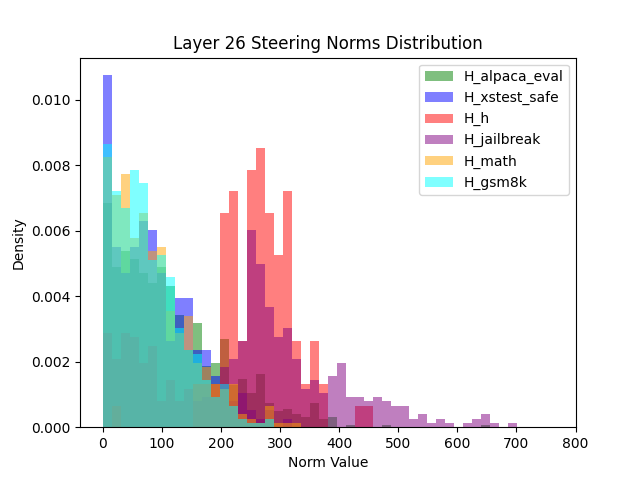 Layer 26 Steering Norms Distribution
H_alpaca_eval
H_xstest_safe
H_h
H_jailbreak
H_math
H_gsm8k
Density
0.010
0.008
0.006
0.004
0.002
0.000
0 100 200 300 400 500 600 700 800
Norm Value